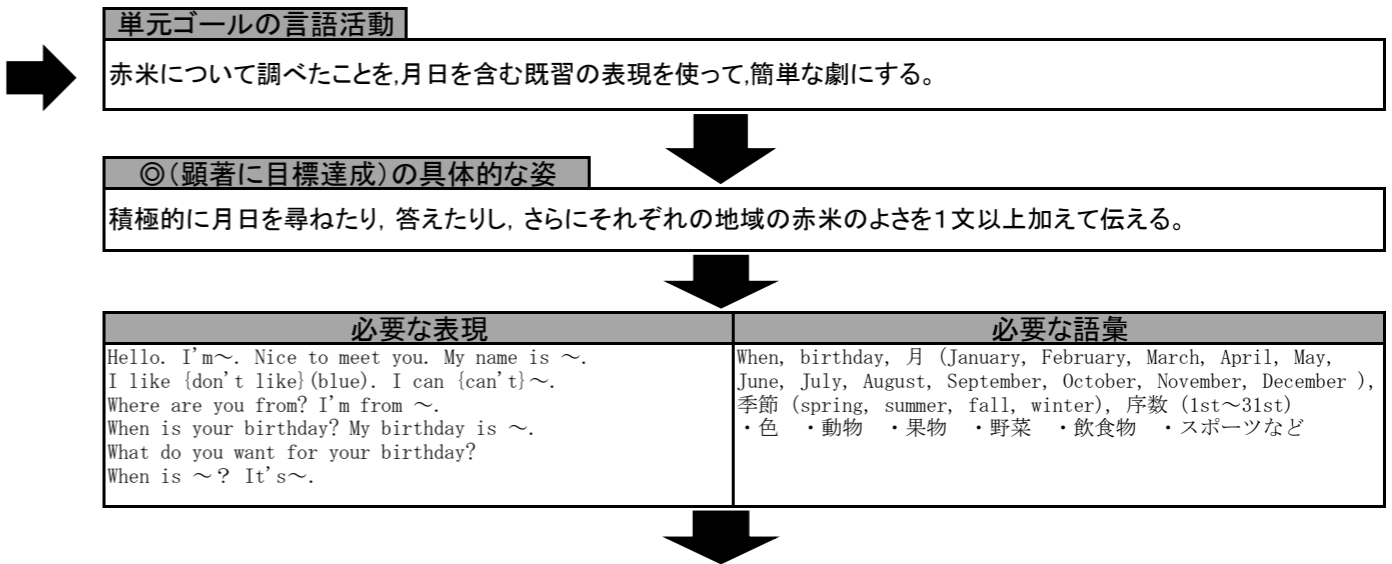 単元ゴールの言語活動
赤米について調べたことを,月日を含む既習の表現を使って,簡単な劇にする。
◎(顕著に目標達成)の具体的な姿
積極的に月日を尋ねたり,答えたりし,さらにそれぞれの地域の赤米のよさを1文以上加えて伝える。
必要な表現
Hello. I'm～. Nice to meet you. My name is ～.
I like {don't like}(blue). I can {can't}～.
Where are you from? I'm from ～.
When is your birthday? My birthday is ～.
What do you want for your birthday?
When is ～? It's～.
必要な語彙
When, birthday, 月 (January, February, March, April, May,
June, July, August, September, October, November, December ),
季節 (spring, summer, fall, winter), 序数 (1st～31st)
・色 ・動物 ・果物 ・野菜 ・飲食物 ・スポーツなど